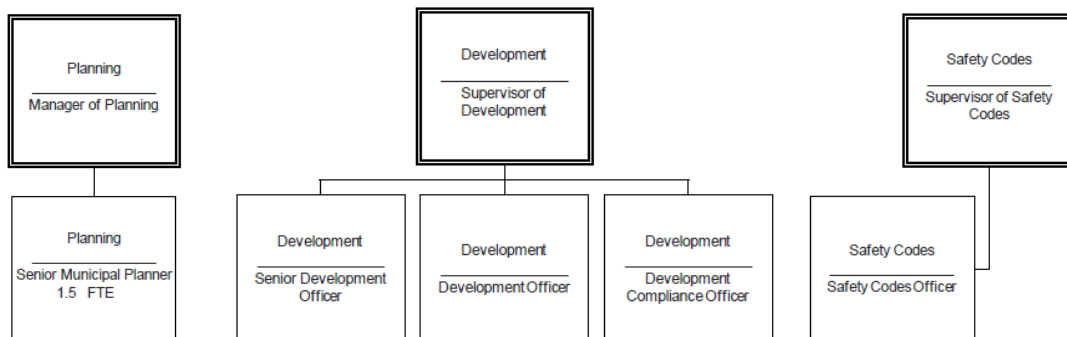 Planning
Manager of Planning
Development
Supervisor of
Development
Safety Codes
Supervisor of Safety
Codes
Planning
Senior Municipal Planner
1.5 FTE
Development
Senior Development
Officer
Development
Development Officer
Development
Development
Compliance Officer
Safety Codes
Safety Codes Officer